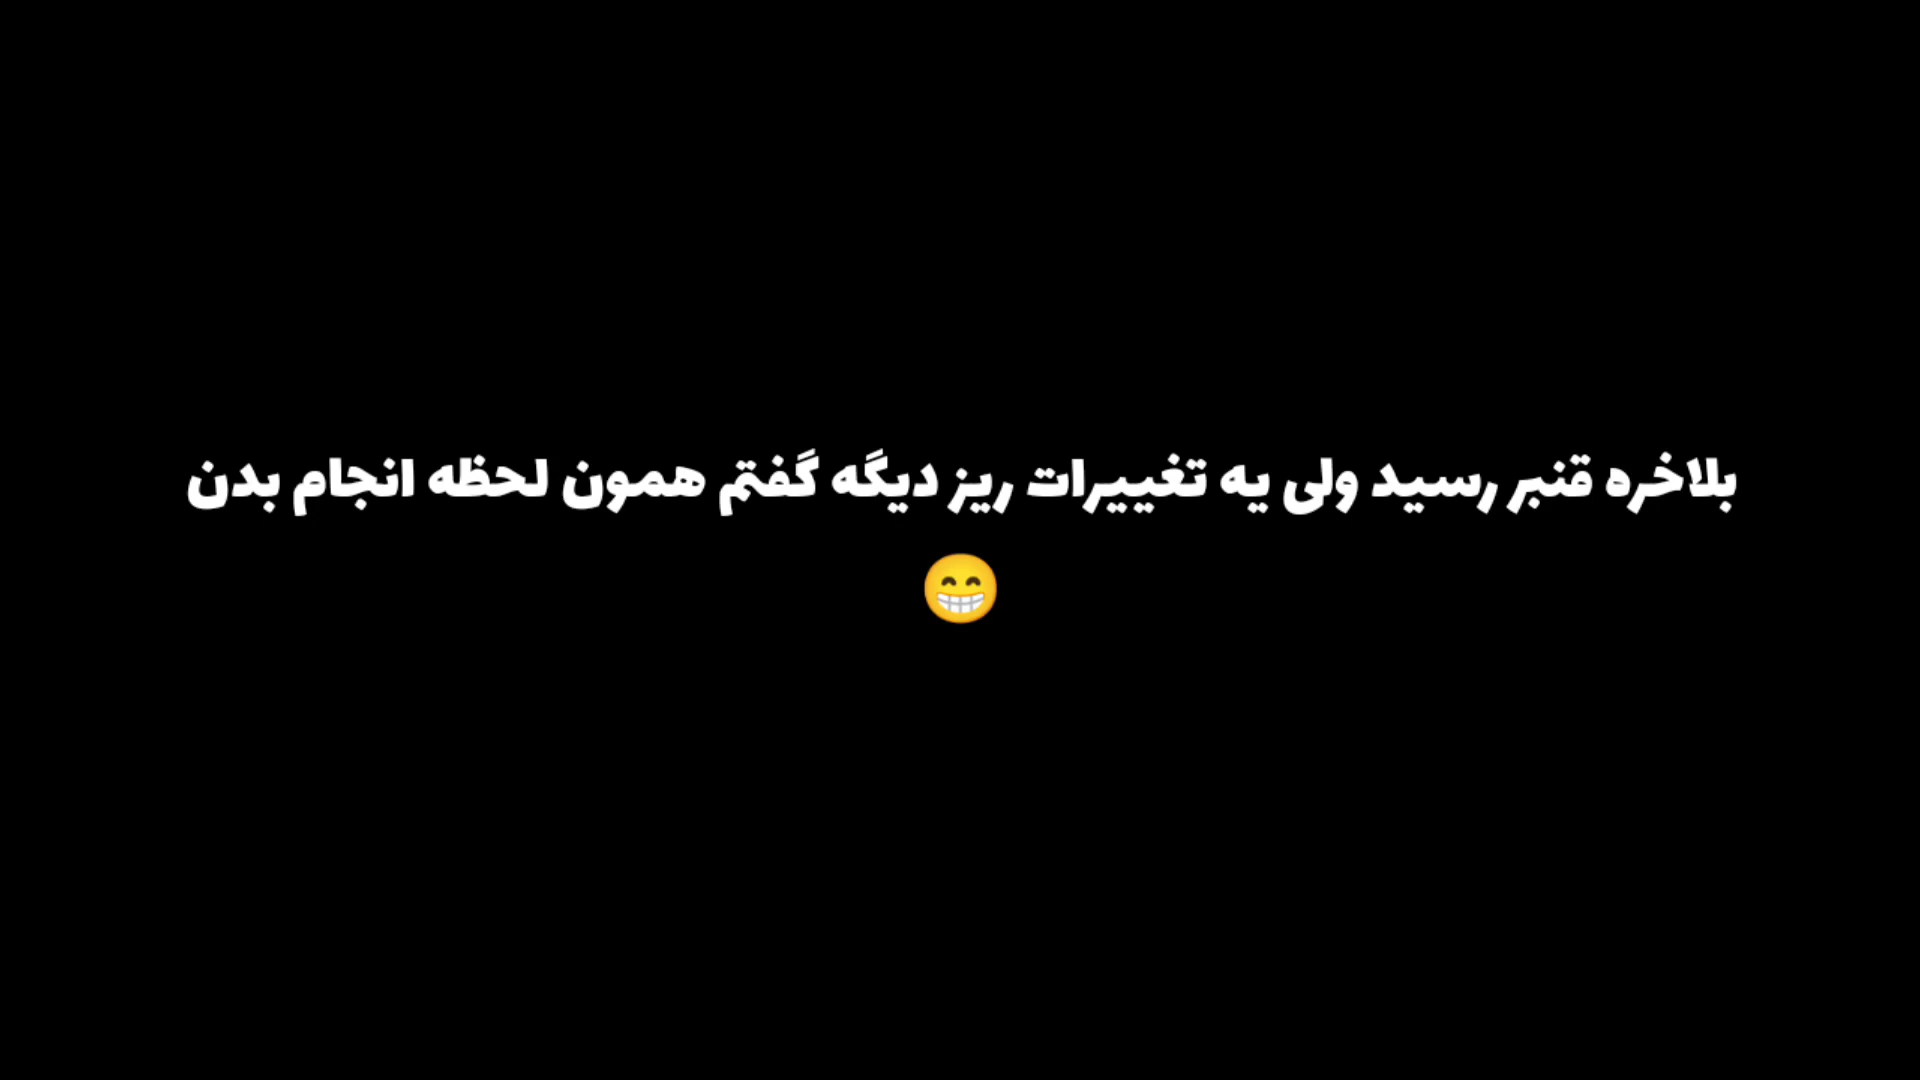 بلاخره قنبر رسید ولی یه تغییرات ریز دیگه گفتم همون لحظه انجام بدن
😁